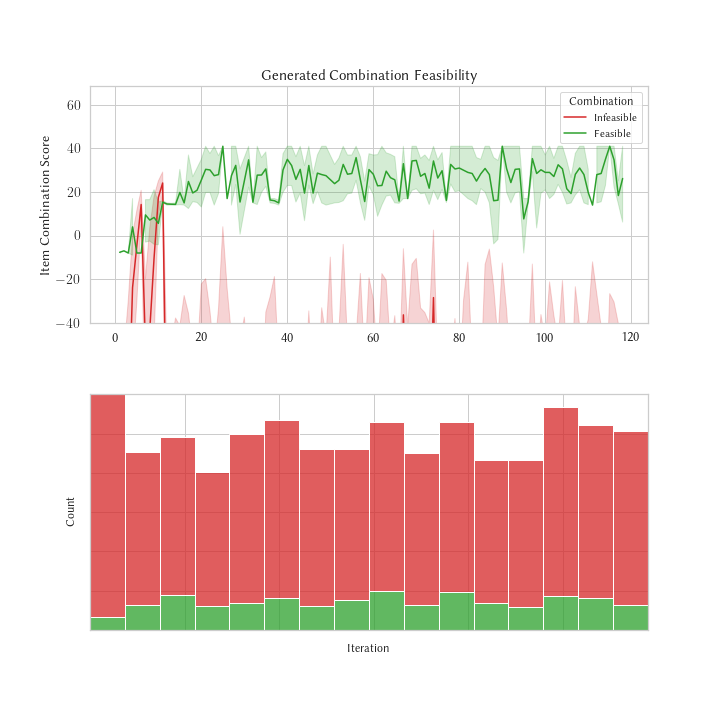 Generated Combination Feasibility
Item Combination Score
60
40
20
0
−20
−40
Combination
Infeasible
Feasible
0 20 40 60 80 100 120
Count
Iteration